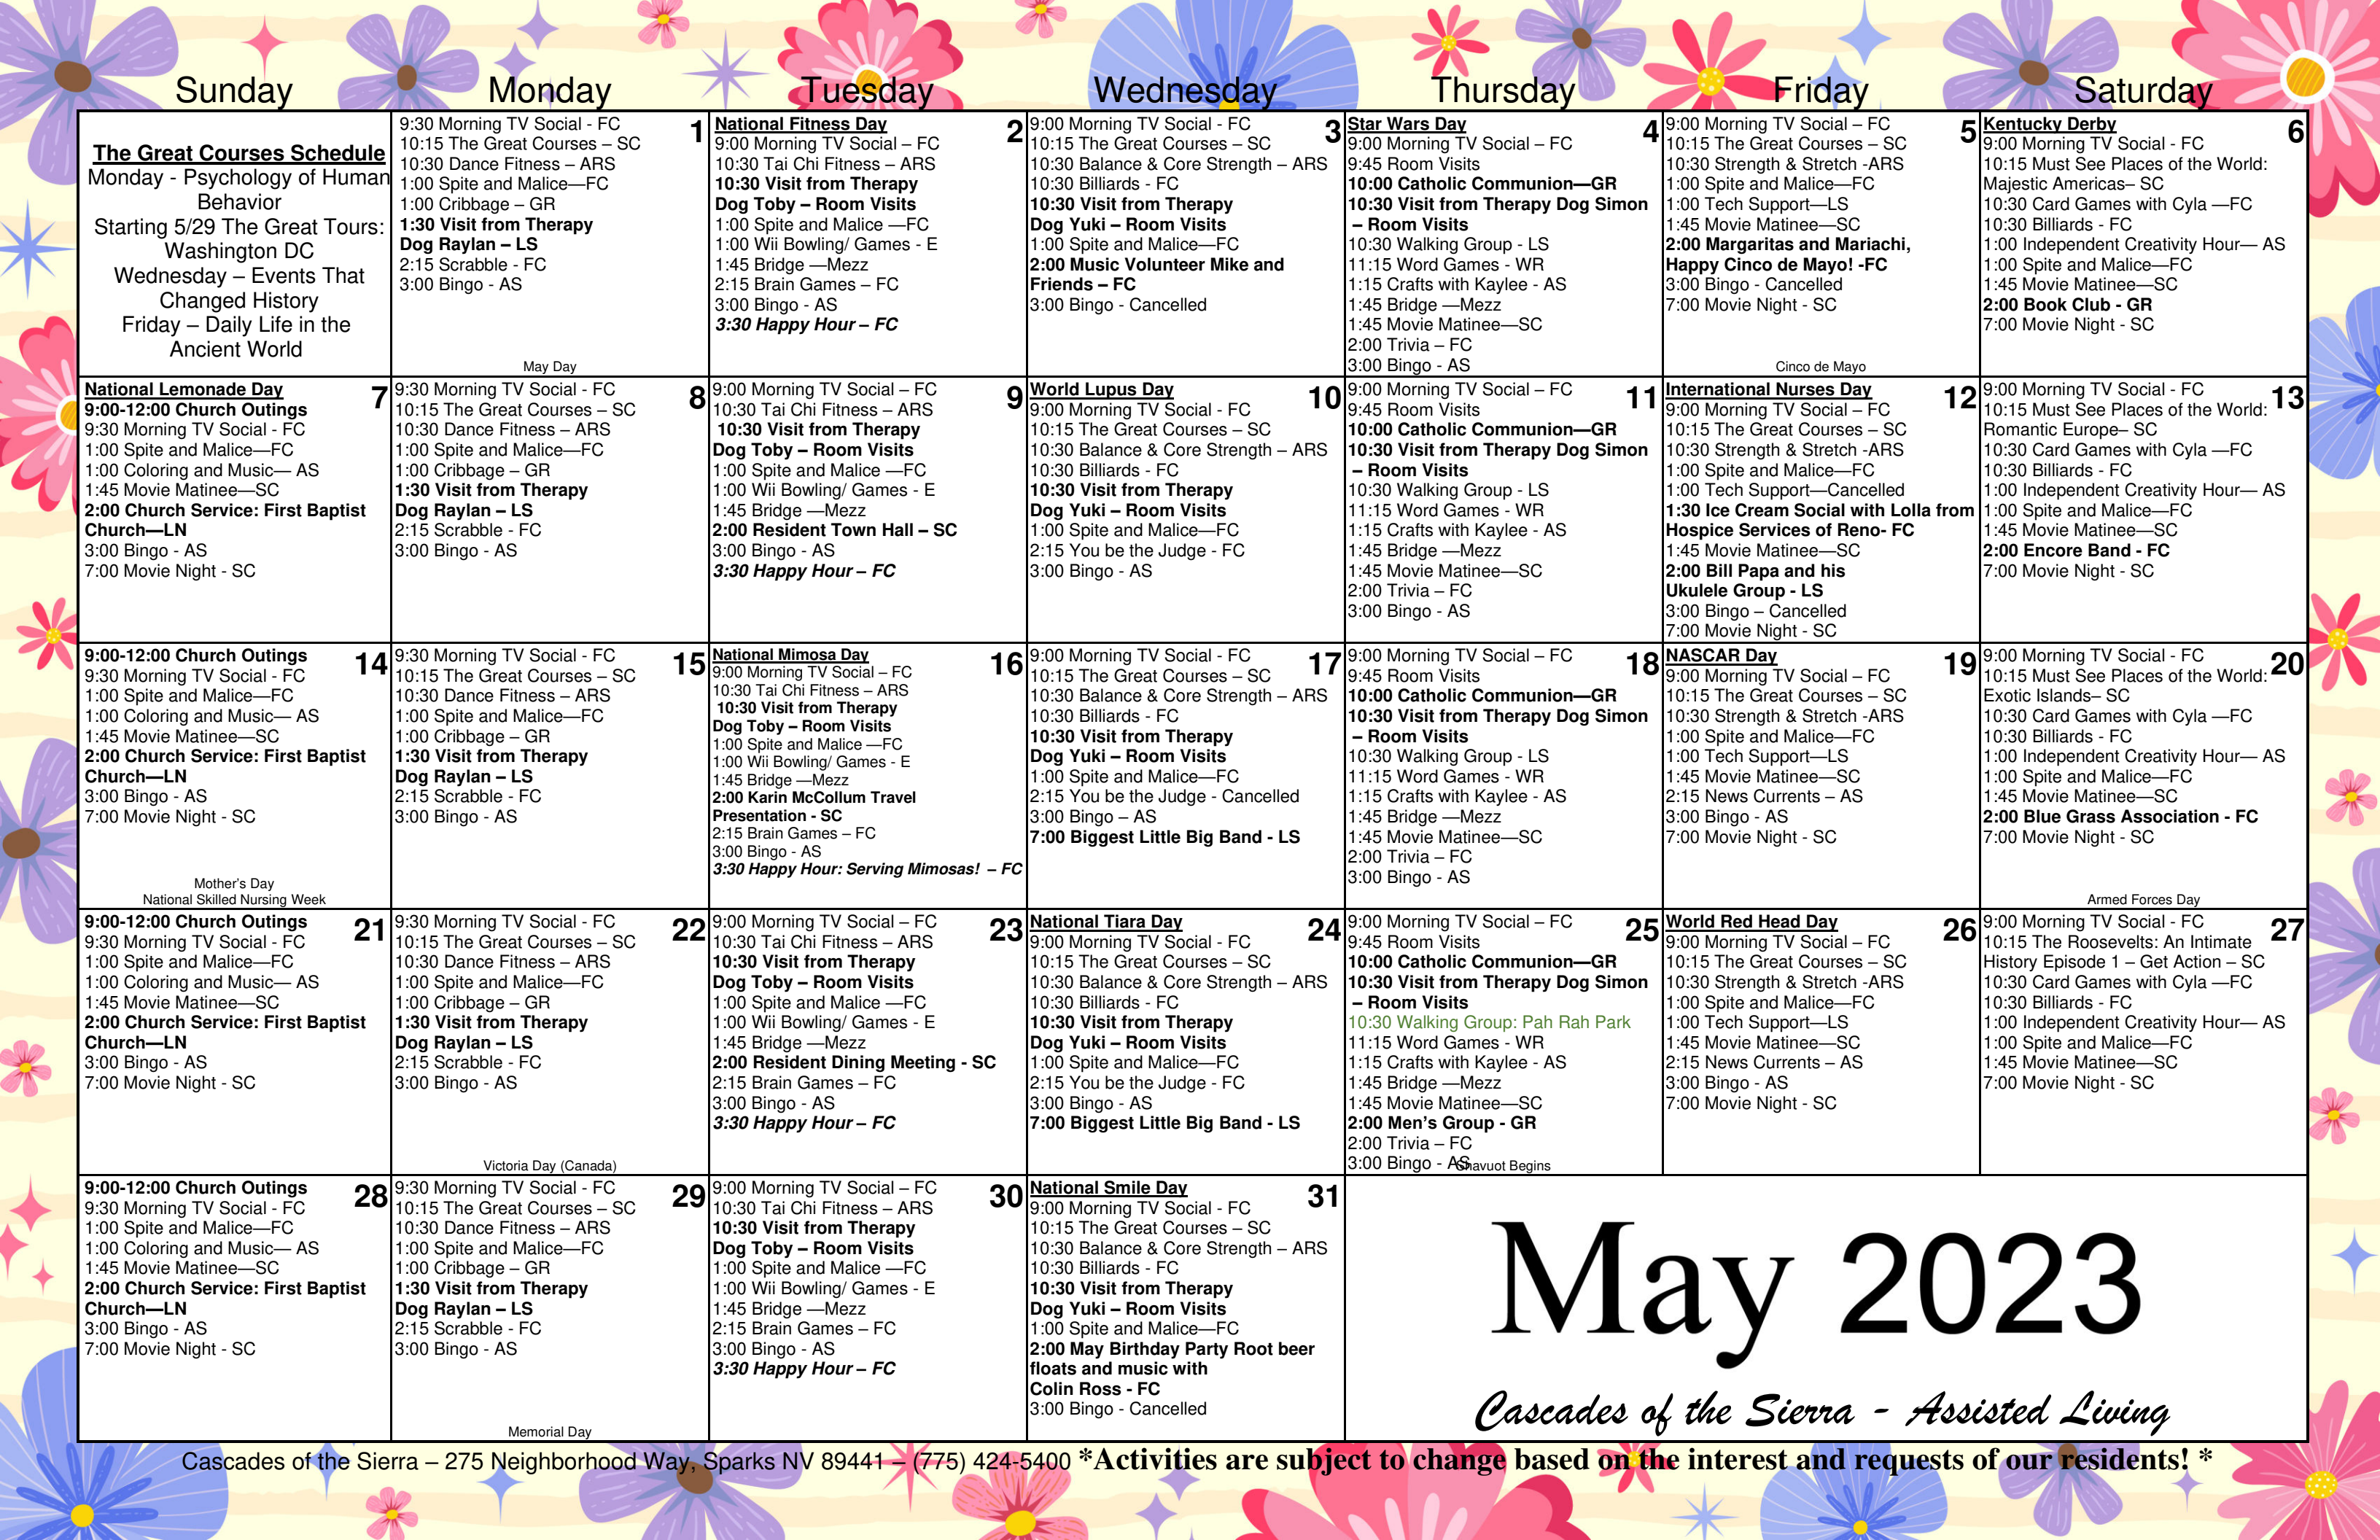 Sunday Monday Tuesday Wednesday Thursday Friday Saturday
The Great Courses Schedule
Monday - Psychology of Human
Behavior
Starting 5/29 The Great Tours:
Washington DC
Wednesday – Events That
Changed History
Friday – Daily Life in the
Ancient World
1
9:30 Morning TV Social - FC
10:15 The Great Courses – SC
10:30 Dance Fitness – ARS
1:00 Spite and Malice—FC
1:00 Cribbage – GR
1:30 Visit from Therapy
Dog Raylan – LS
2:15 Scrabble - FC
3:00 Bingo - AS
May Day
National Fitness Day
2
9:00 Morning TV Social – FC
10:30 Tai Chi Fitness – ARS
10:30 Visit from Therapy
Dog Toby – Room Visits
1:00 Spite and Malice —FC
1:00 Wii Bowling/ Games - E
1:45 Bridge —Mezz
2:15 Brain Games – FC
3:00 Bingo - AS
3:30 Happy Hour – FC
3
9:00 Morning TV Social - FC
10:15 The Great Courses – SC
10:30 Balance & Core Strength – ARS
10:30 Billiards - FC
10:30 Visit from Therapy
Dog Yuki – Room Visits
1:00 Spite and Malice—FC
2:00 Music Volunteer Mike and
Friends – FC
3:00 Bingo - Cancelled
Star Wars Day
4
9:00 Morning TV Social – FC
9:45 Room Visits
10:00 Catholic Communion—GR
10:30 Visit from Therapy Dog Simon
– Room Visits
10:30 Walking Group - LS
11:15 Word Games - WR
1:15 Crafts with Kaylee - AS
1:45 Bridge —Mezz
1:45 Movie Matinee—SC
2:00 Trivia – FC
3:00 Bingo - AS
5
9:00 Morning TV Social – FC
10:15 The Great Courses – SC
10:30 Strength & Stretch -ARS
1:00 Spite and Malice—FC
1:00 Tech Support—LS
1:45 Movie Matinee—SC
2:00 Margaritas and Mariachi,
Happy Cinco de Mayo! -FC
3:00 Bingo - Cancelled
7:00 Movie Night - SC
Cinco de Mayo
Kentucky Derby
6
9:00 Morning TV Social - FC
10:15 Must See Places of the World:
Majestic Americas– SC
10:30 Card Games with Cyla —FC
10:30 Billiards - FC
1:00 Independent Creativity Hour— AS
1:00 Spite and Malice—FC
1:45 Movie Matinee—SC
2:00 Book Club - GR
7:00 Movie Night - SC
National Lemonade Day
7
9:00-12:00 Church Outings
9:30 Morning TV Social - FC
1:00 Spite and Malice—FC
1:00 Coloring and Music— AS
1:45 Movie Matinee—SC
2:00 Church Service: First Baptist
Church—LN
3:00 Bingo - AS
7:00 Movie Night - SC
8
9:30 Morning TV Social - FC
10:15 The Great Courses – SC
10:30 Dance Fitness – ARS
1:00 Spite and Malice—FC
1:00 Cribbage – GR
1:30 Visit from Therapy
Dog Raylan – LS
2:15 Scrabble - FC
3:00 Bingo - AS
9
9:00 Morning TV Social – FC
10:30 Tai Chi Fitness – ARS
10:30 Visit from Therapy
Dog Toby – Room Visits
1:00 Spite and Malice —FC
1:00 Wii Bowling/ Games - E
1:45 Bridge —Mezz
2:00 Resident Town Hall – SC
3:00 Bingo - AS
3:30 Happy Hour – FC
World Lupus Day
10
9:00 Morning TV Social - FC
10:15 The Great Courses – SC
10:30 Balance & Core Strength – ARS
10:30 Billiards - FC
10:30 Visit from Therapy
Dog Yuki – Room Visits
1:00 Spite and Malice—FC
2:15 You be the Judge - FC
3:00 Bingo - AS
11
9:00 Morning TV Social – FC
9:45 Room Visits
10:00 Catholic Communion—GR
10:30 Visit from Therapy Dog Simon
– Room Visits
10:30 Walking Group - LS
11:15 Word Games - WR
1:15 Crafts with Kaylee - AS
1:45 Bridge —Mezz
1:45 Movie Matinee—SC
2:00 Trivia – FC
3:00 Bingo - AS
International Nurses Day
12
9:00 Morning TV Social – FC
10:15 The Great Courses – SC
10:30 Strength & Stretch -ARS
1:00 Spite and Malice—FC
1:00 Tech Support—Cancelled
1:30 Ice Cream Social with Lolla from
Hospice Services of Reno- FC
1:45 Movie Matinee—SC
2:00 Bill Papa and his
Ukulele Group - LS
3:00 Bingo – Cancelled
7:00 Movie Night - SC
13
9:00 Morning TV Social - FC
10:15 Must See Places of the World:
Romantic Europe– SC
10:30 Card Games with Cyla —FC
10:30 Billiards - FC
1:00 Independent Creativity Hour— AS
1:00 Spite and Malice—FC
1:45 Movie Matinee—SC
2:00 Encore Band - FC
7:00 Movie Night - SC
14
9:00-12:00 Church Outings
9:30 Morning TV Social - FC
1:00 Spite and Malice—FC
1:00 Coloring and Music— AS
1:45 Movie Matinee—SC
2:00 Church Service: First Baptist
Church—LN
3:00 Bingo - AS
7:00 Movie Night - SC
Mother's Day
National Skilled Nursing Week
15
9:30 Morning TV Social - FC
10:15 The Great Courses – SC
10:30 Dance Fitness – ARS
1:00 Spite and Malice—FC
1:00 Cribbage – GR
1:30 Visit from Therapy
Dog Raylan – LS
2:15 Scrabble - FC
3:00 Bingo - AS
National Mimosa Day
16
9:00 Morning TV Social – FC
10:30 Tai Chi Fitness – ARS
10:30 Visit from Therapy
Dog Toby – Room Visits
1:00 Spite and Malice —FC
1:00 Wii Bowling/ Games - E
1:45 Bridge —Mezz
2:00 Karin McCollum Travel
Presentation - SC
2:15 Brain Games – FC
3:00 Bingo - AS
3:30 Happy Hour: Serving Mimosas! – FC
17
9:00 Morning TV Social - FC
10:15 The Great Courses – SC
10:30 Balance & Core Strength – ARS
10:30 Billiards - FC
10:30 Visit from Therapy
Dog Yuki – Room Visits
1:00 Spite and Malice—FC
2:15 You be the Judge - Cancelled
3:00 Bingo – AS
7:00 Biggest Little Big Band - LS
18
9:00 Morning TV Social – FC
9:45 Room Visits
10:00 Catholic Communion—GR
10:30 Visit from Therapy Dog Simon
– Room Visits
10:30 Walking Group - LS
11:15 Word Games - WR
1:15 Crafts with Kaylee - AS
1:45 Bridge —Mezz
1:45 Movie Matinee—SC
2:00 Trivia – FC
3:00 Bingo - AS
NASCAR Day
19
9:00 Morning TV Social – FC
10:15 The Great Courses – SC
10:30 Strength & Stretch -ARS
1:00 Spite and Malice—FC
1:00 Tech Support—LS
1:45 Movie Matinee—SC
2:15 News Currents – AS
3:00 Bingo - AS
7:00 Movie Night - SC
20
9:00 Morning TV Social - FC
10:15 Must See Places of the World:
Exotic Islands– SC
10:30 Card Games with Cyla —FC
10:30 Billiards - FC
1:00 Independent Creativity Hour— AS
1:00 Spite and Malice—FC
1:45 Movie Matinee—SC
2:00 Blue Grass Association - FC
7:00 Movie Night - SC
Armed Forces Day
21
9:00-12:00 Church Outings
9:30 Morning TV Social - FC
1:00 Spite and Malice—FC
1:00 Coloring and Music— AS
1:45 Movie Matinee—SC
2:00 Church Service: First Baptist
Church—LN
3:00 Bingo - AS
7:00 Movie Night - SC
22
9:30 Morning TV Social - FC
10:15 The Great Courses – SC
10:30 Dance Fitness – ARS
1:00 Spite and Malice—FC
1:00 Cribbage – GR
1:30 Visit from Therapy
Dog Raylan – LS
2:15 Scrabble - FC
3:00 Bingo - AS
Victoria Day (Canada)
23
9:00 Morning TV Social – FC
10:30 Tai Chi Fitness – ARS
10:30 Visit from Therapy
Dog Toby – Room Visits
1:00 Spite and Malice —FC
1:00 Wii Bowling/ Games - E
1:45 Bridge —Mezz
2:00 Resident Dining Meeting - SC
2:15 Brain Games – FC
3:00 Bingo - AS
3:30 Happy Hour – FC
National Tiara Day
24
9:00 Morning TV Social - FC
10:15 The Great Courses – SC
10:30 Balance & Core Strength – ARS
10:30 Billiards - FC
10:30 Visit from Therapy
Dog Yuki – Room Visits
1:00 Spite and Malice—FC
2:15 You be the Judge - FC
3:00 Bingo - AS
7:00 Biggest Little Big Band - LS
25
9:00 Morning TV Social – FC
9:45 Room Visits
10:00 Catholic Communion—GR
10:30 Visit from Therapy Dog Simon
– Room Visits
10:30 Walking Group: Pah Rah Park
11:15 Word Games - WR
1:15 Crafts with Kaylee - AS
1:45 Bridge —Mezz
1:45 Movie Matinee—SC
2:00 Men's Group - GR
2:00 Trivia – FC
3:00 Bingo - AS
Shavuot Begins
World Red Head Day
26
9:00 Morning TV Social – FC
10:15 The Great Courses – SC
10:30 Strength & Stretch -ARS
1:00 Spite and Malice—FC
1:00 Tech Support—LS
1:45 Movie Matinee—SC
2:15 News Currents – AS
3:00 Bingo - AS
7:00 Movie Night - SC
27
9:00 Morning TV Social - FC
10:15 The Roosevelts: An Intimate
History Episode 1 – Get Action – SC
10:30 Card Games with Cyla —FC
10:30 Billiards - FC
1:00 Independent Creativity Hour— AS
1:00 Spite and Malice—FC
1:45 Movie Matinee—SC
7:00 Movie Night - SC
28
9:00-12:00 Church Outings
9:30 Morning TV Social - FC
1:00 Spite and Malice—FC
1:00 Coloring and Music— AS
1:45 Movie Matinee—SC
2:00 Church Service: First Baptist
Church—LN
3:00 Bingo - AS
7:00 Movie Night - SC
29
9:30 Morning TV Social - FC
10:15 The Great Courses – SC
10:30 Dance Fitness – ARS
1:00 Spite and Malice—FC
1:00 Cribbage – GR
1:30 Visit from Therapy
Dog Raylan – LS
2:15 Scrabble - FC
3:00 Bingo - AS
Memorial Day
30
9:00 Morning TV Social – FC
10:30 Tai Chi Fitness – ARS
10:30 Visit from Therapy
Dog Toby – Room Visits
1:00 Spite and Malice —FC
1:00 Wii Bowling/ Games - E
1:45 Bridge —Mezz
2:15 Brain Games – FC
3:00 Bingo - AS
3:30 Happy Hour – FC
National Smile Day
31
9:00 Morning TV Social - FC
10:15 The Great Courses – SC
10:30 Balance & Core Strength – ARS
10:30 Billiards - FC
10:30 Visit from Therapy
Dog Yuki – Room Visits
1:00 Spite and Malice—FC
2:00 May Birthday Party Root beer
floats and music with
Colin Ross - FC
3:00 Bingo - Cancelled
May 2023
Cascades of the Sierra - Assisted Living
Cascades of the Sierra – 275 Neighborhood Way, Sparks NV 89441 – (775) 424-5400 *Activities are subject to change based on the interest and requests of our residents! *